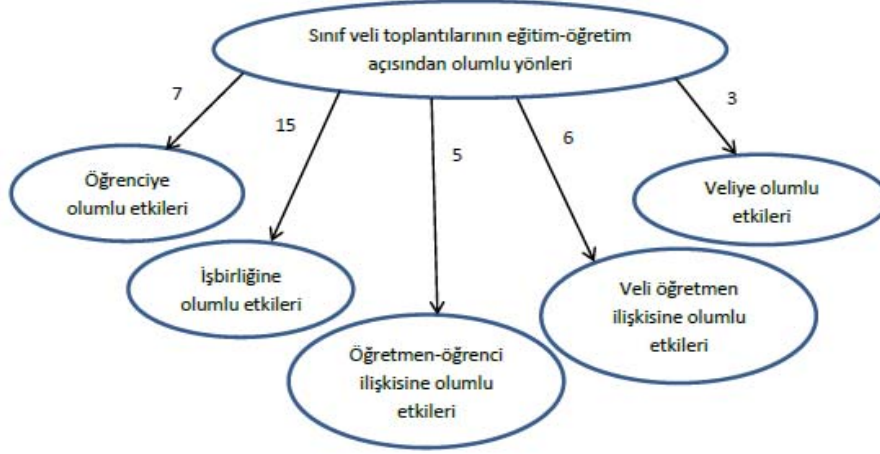 Sınıf veli toplantılarının eğitim-öğretim
açısından olumlu yönleri
7
15
5
6
3
Öğrenciye
olumlu etkileri
İşbirliğine
olumlu etkileri
Öğretmen-öğrenci
ilişkisine olumlu
etkileri
Veli öğretmen
ilişkisine olumlu
etkileri
Veliye olumlu
etkileri